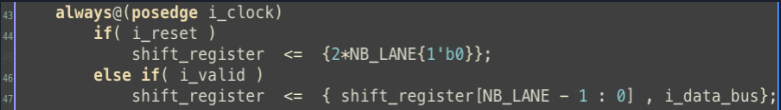 43 always@(posedge i_clock)
44 if( i_reset )
shift_register <= {2*NB_LANE{1'b0}};
46 else if( i_valid )
47 shift_register <= { shift_register[NB_LANE - 1 : 0] , i_data_bus};